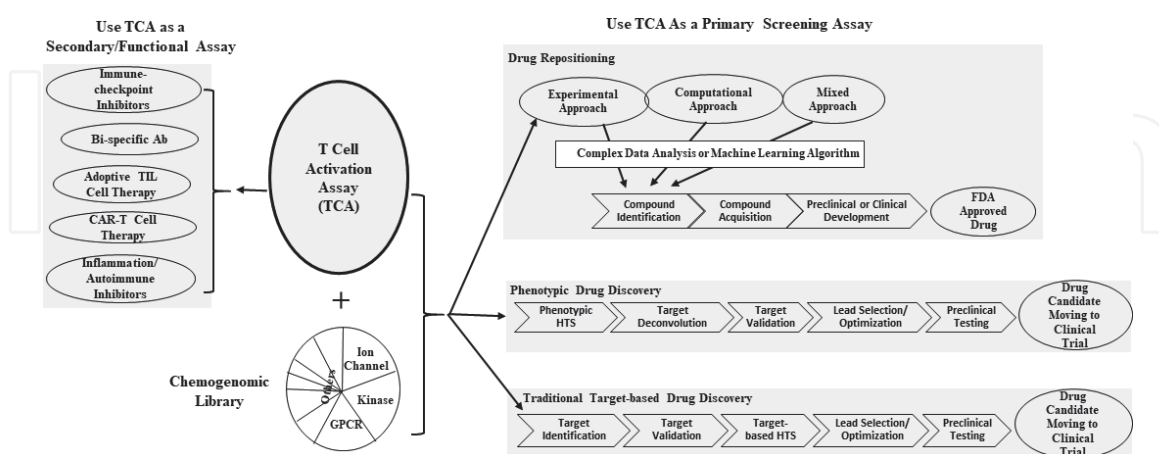 Use TCA as a
Secondary/Functional Assay
Immune-
checkpoint
Inhibitors
Bi-specific Ab
Adoptive TIL
Cell Therapy
CAR-T Cell
Therapy
Inflammation/
Autoimmune
Inhibitors
T Cell
Activation
Assay
(TCA)
+
Chemogenomic
Library
Ion
Channel
Kinase
GPCR
Others
Use TCA As a Primary Screening Assay
Drug Repositioning
Experimental
Approach
Computational
Approach
Mixed
Approach
Complex Data Analysis or Machine Learning Algorithm
Compound
Identification
Compound
Acquisition
Preclinical or Clinical
Development
FDA
Approved
Drug
Phenotypic Drug Discovery
Phenotypic
HTS
Target
Deconvolution
Target
Validation
Lead Selection/
Optimization
Preclinical
Testing
Drug
Candidate
Moving to
Clinical
Trial
Traditional Target-based Drug Discovery
Target
Identification
Target
Validation
Target-
based HTS
Lead Selection/
Optimization
Preclinical
Testing
Drug
Candidate
Moving to
Clinical
Trial